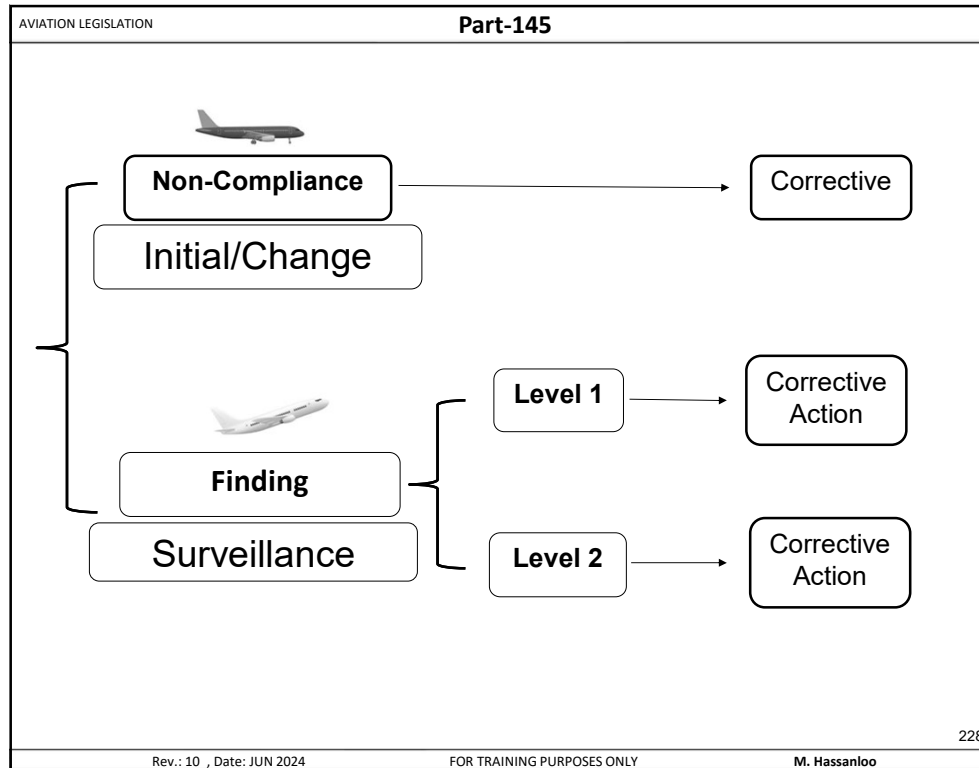 AVIATION LEGISLATION
Part-145
Non-Compliance
Corrective
Initial/Change
Level 1
Corrective
Action
Finding
Surveillance
Level 2
Corrective
Action
228
Rev.: 10 , Date: JUN 2024
FOR TRAINING PURPOSES ONLY
M. Hassanloo